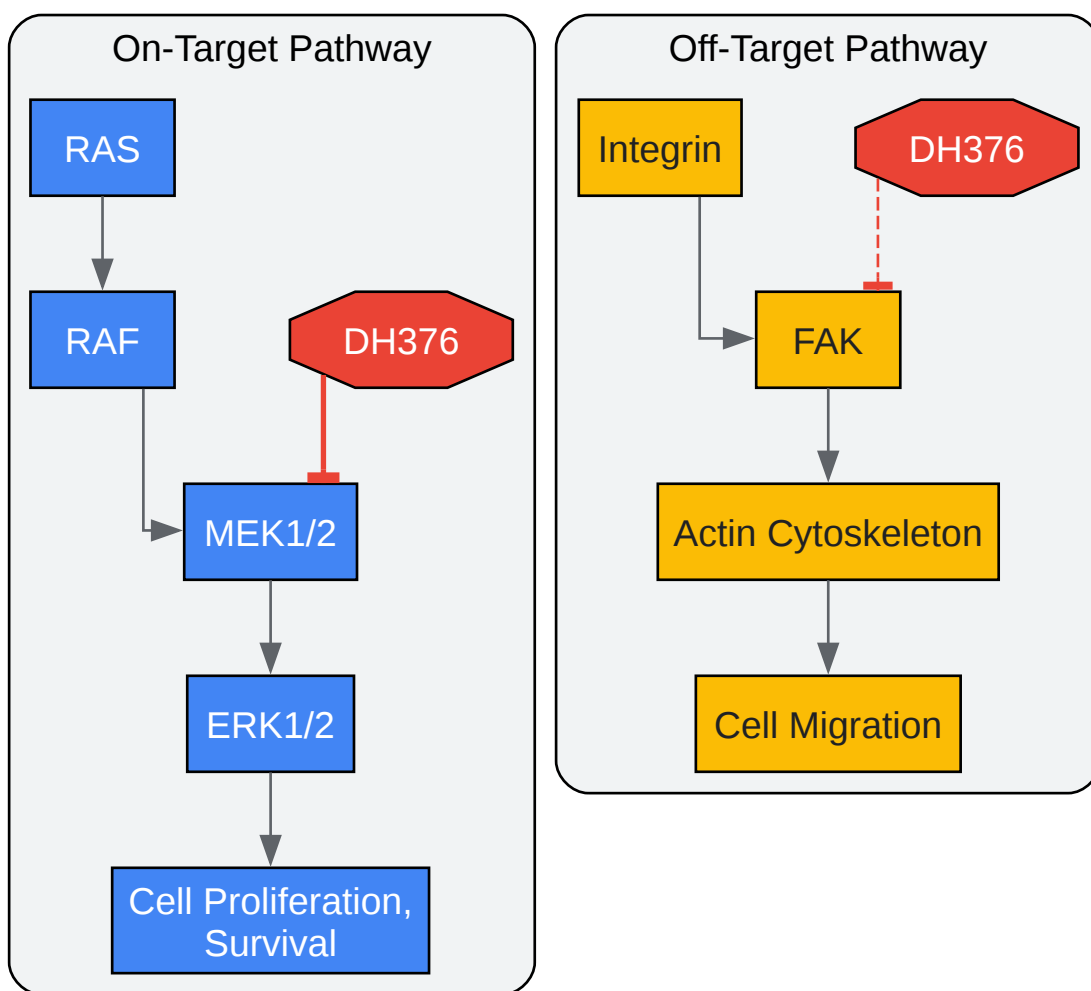 On-Target Pathway
RAS
RAF
DH376
MEK1/2
ERK1/2
Cell Proliferation,
Survival
Off-Target Pathway
Integrin
DH376
FAK
Actin Cytoskeleton
Cell Migration